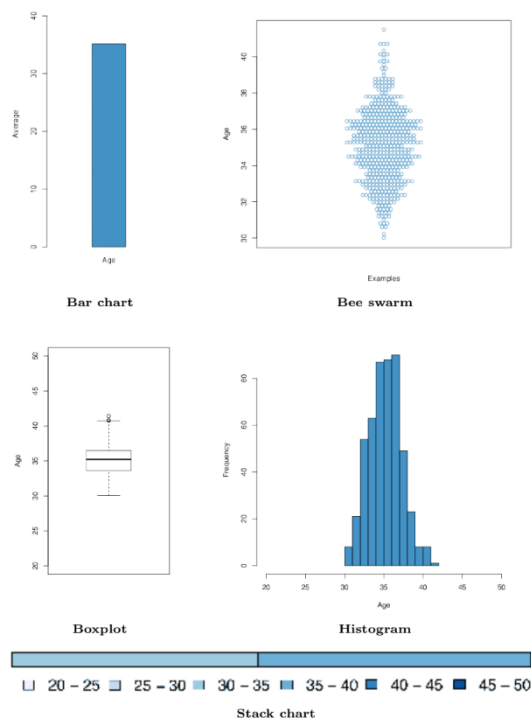 40
30
20
10
0
Average
Age
Bar chart
40
38
36
34
32
30
Age
Examples
Bee swarm
50
45
40
35
30
25
20
Age
Boxplot
80
60
40
20
0
Frequency
20 25 30 35 40 45 50
Age
Histogram
20 – 25 25 – 30 30 – 35 35 – 40 40 – 45 45 – 50
Stack chart